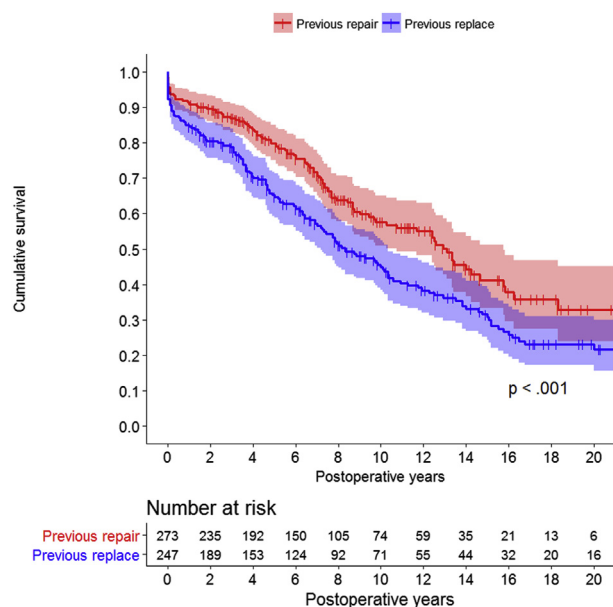 Previous repair Previous replace
1.0
0.9
0.8
0.7
0.6
0.5
0.4
0.3
0.2
0.1
0.0
Cumulative survival
p < .001
0 2 4 6 8 10 12 14 16 18 20
Postoperative years
Number at risk
Previous repair 273 235 192 150 105 74 59 35 21 13 6
Previous replace 247 189 153 124 92 71 55 44 32 20 16
0 2 4 6 8 10 12 14 16 18 20
Postoperative years